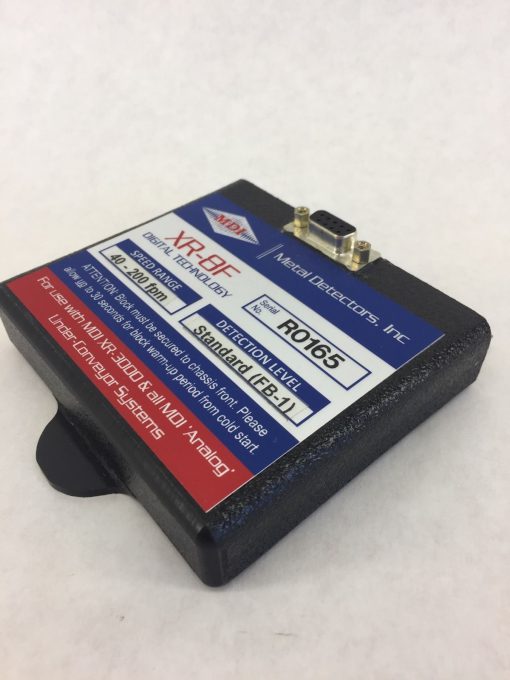 MDI
Metal Detectors, Inc
XR-8F
DIGITAL TECHNOLOGY
Serial
No.
R0165
SPEED RANGE
40 - 200 fpm
DETECTION LEVEL
Standard (FB-1)
ATTENTION: Block must be secured to chassis front. Please
allow up to 30 seconds for block warm-up period from cold start.
For use with MDI XR-3000 & all MDI 'Analog'
Under-Conveyor Systems